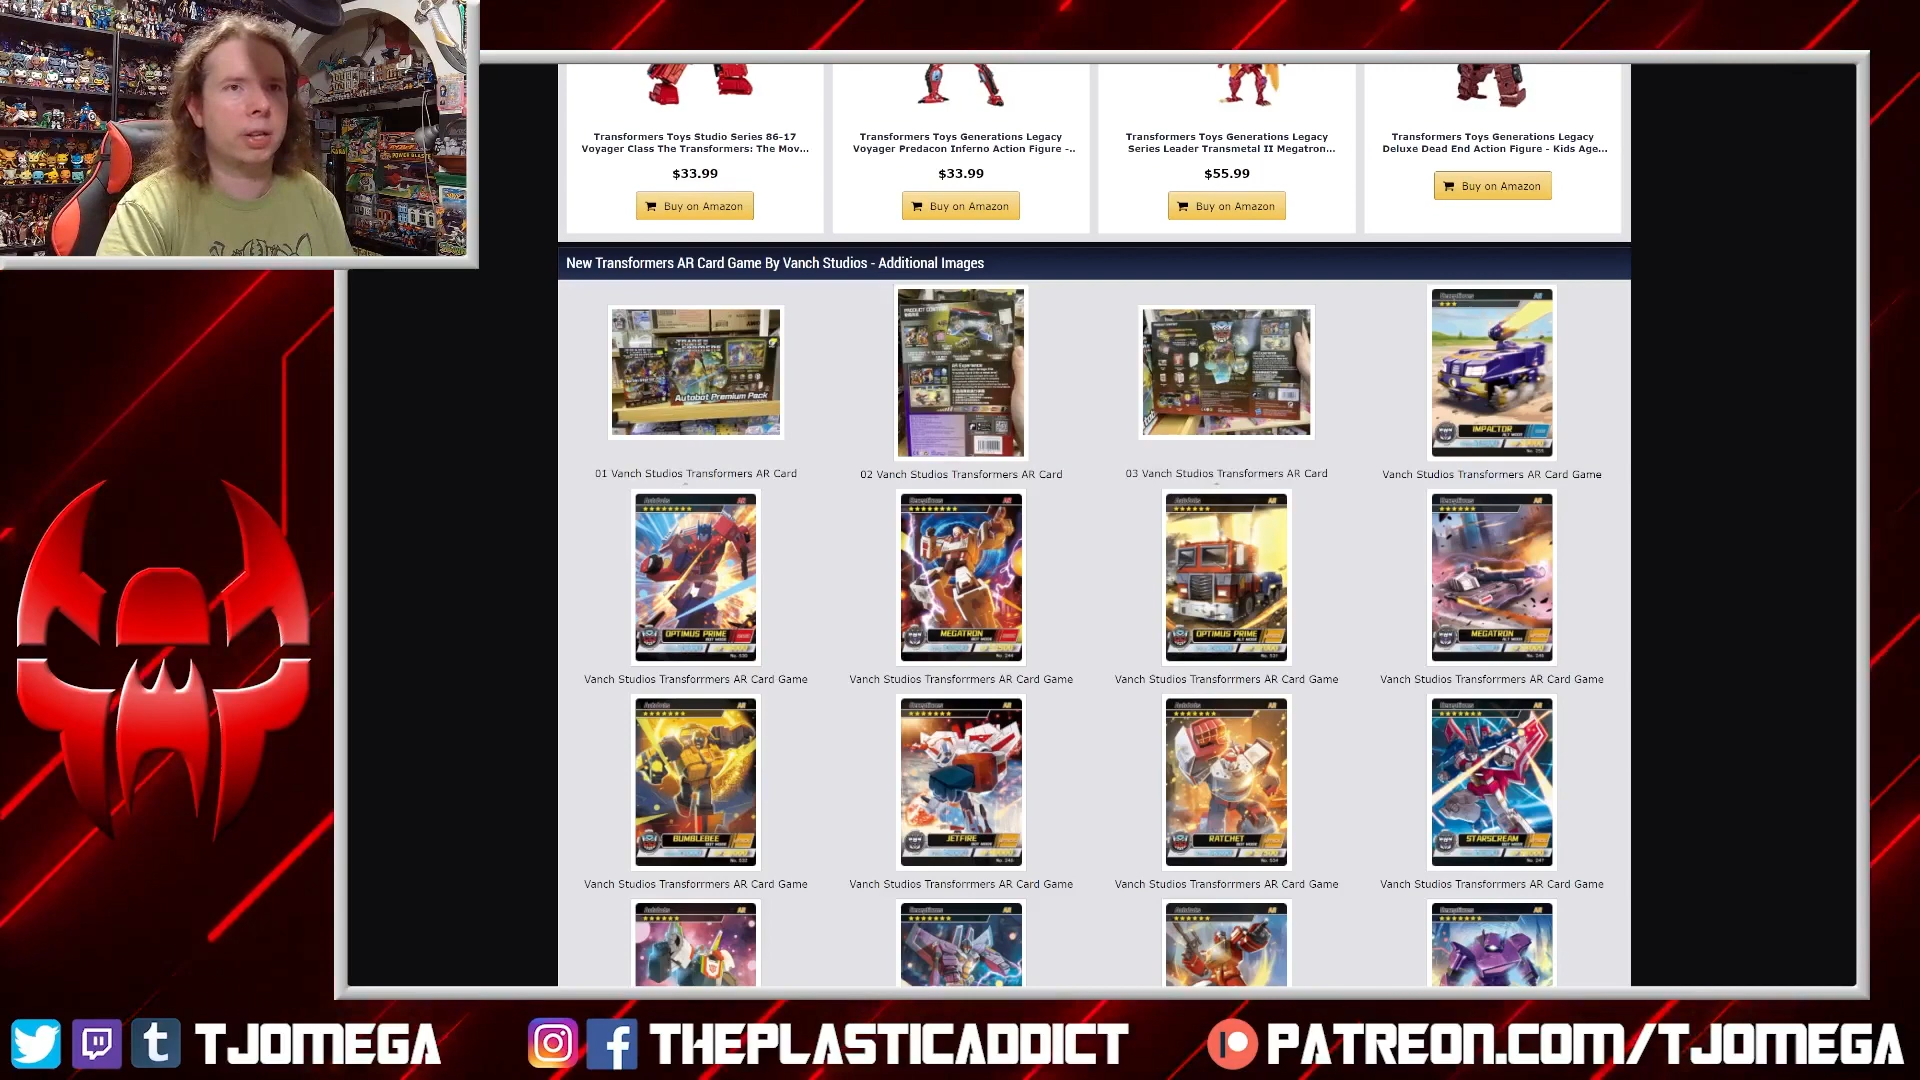 Transformers Toys Studio Series 86-17
Voyager Class The Transformers: The Mov...
$33.99
Buy on Amazon
Transformers Toys Generations Legacy
Voyager Predacon Inferno Action Figure -..
$33.99
Buy on Amazon
Transformers Toys Generations Legacy
Series Leader Transmetal II Megatron...
$55.99
Buy on Amazon
Transformers Toys Generations Legacy
Deluxe Dead End Action Figure - Kids Age...
Buy on Amazon
New Transformers AR Card Game By Vanch Studios - Additional Images
Autobot Premium Pack
01 Vanch Studios Transformers AR Card
02 Vanch Studios Transformers AR Card
03 Vanch Studios Transformers AR Card
IMPACTOR
Vanch Studios Transformers AR Card Game
OPTIMUS PRIME
Vanch Studios Transforrmers AR Card Game
MEGATRON
Vanch Studios Transforrmers AR Card Game
OPTIMUS PRIME
Vanch Studios Transforrmers AR Card Game
MEGATRON
Vanch Studios Transforrmers AR Card Game
BUMBLEBEE
Vanch Studios Transforrmers AR Card Game
JETFIRE
Vanch Studios Transforrmers AR Card Game
RATCHET
Vanch Studios Transforrmers AR Card Game
STARSCREAM
Vanch Studios Transforrmers AR Card Game
TJOMEGA
THEPLASTICADDICT
PATREON.COM/TJOMEGA